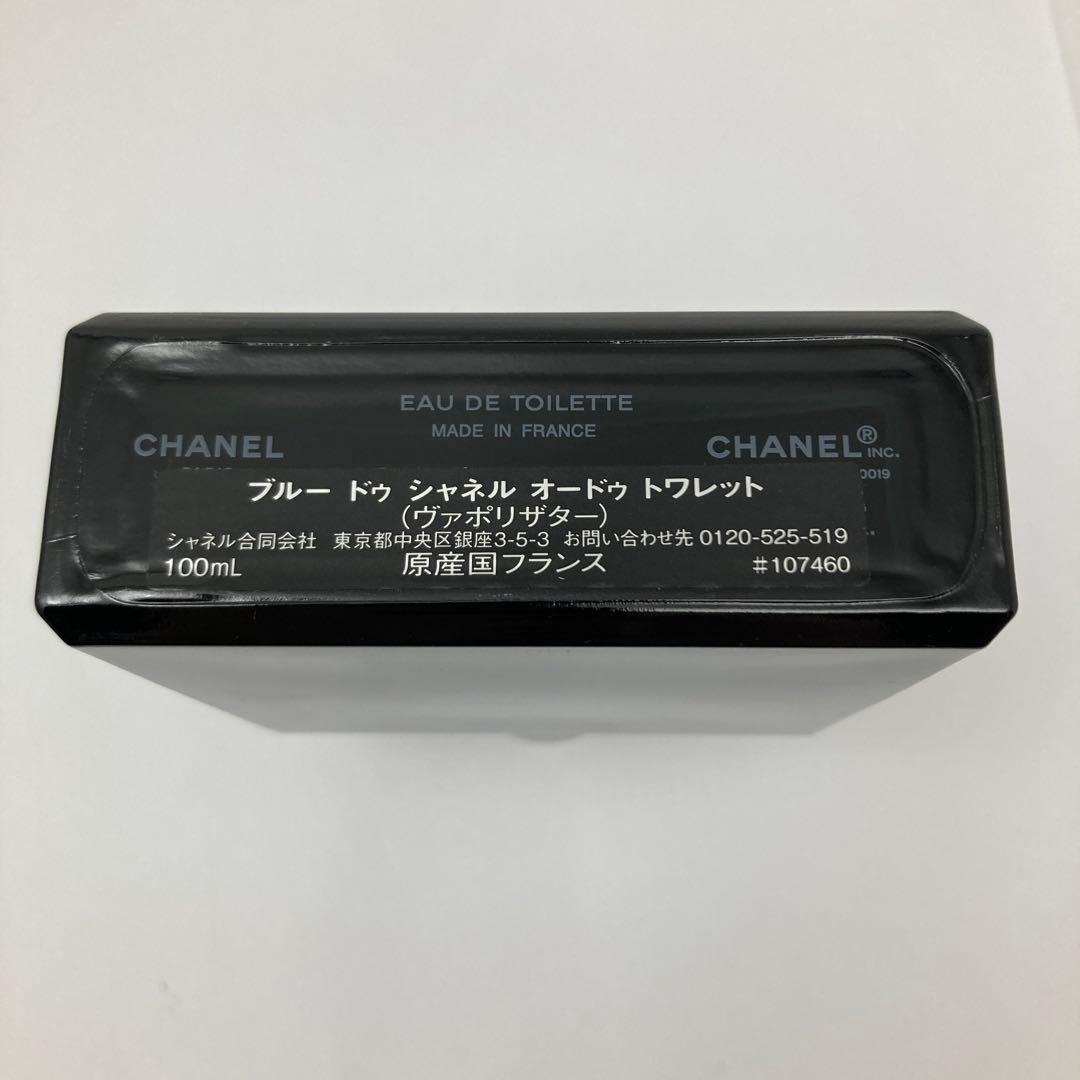 EAU DE TOILETTE
MADE IN FRANCE
CHANEL
CHANEL® INC.
0019
ブルー ドゥ シャネル オードゥ トワレット
(ヴァポリザター)
シャネル合同会社 東京都中央区銀座3-5-3 お問い合わせ先 0120-525-519
100mL 原産国フランス #107460